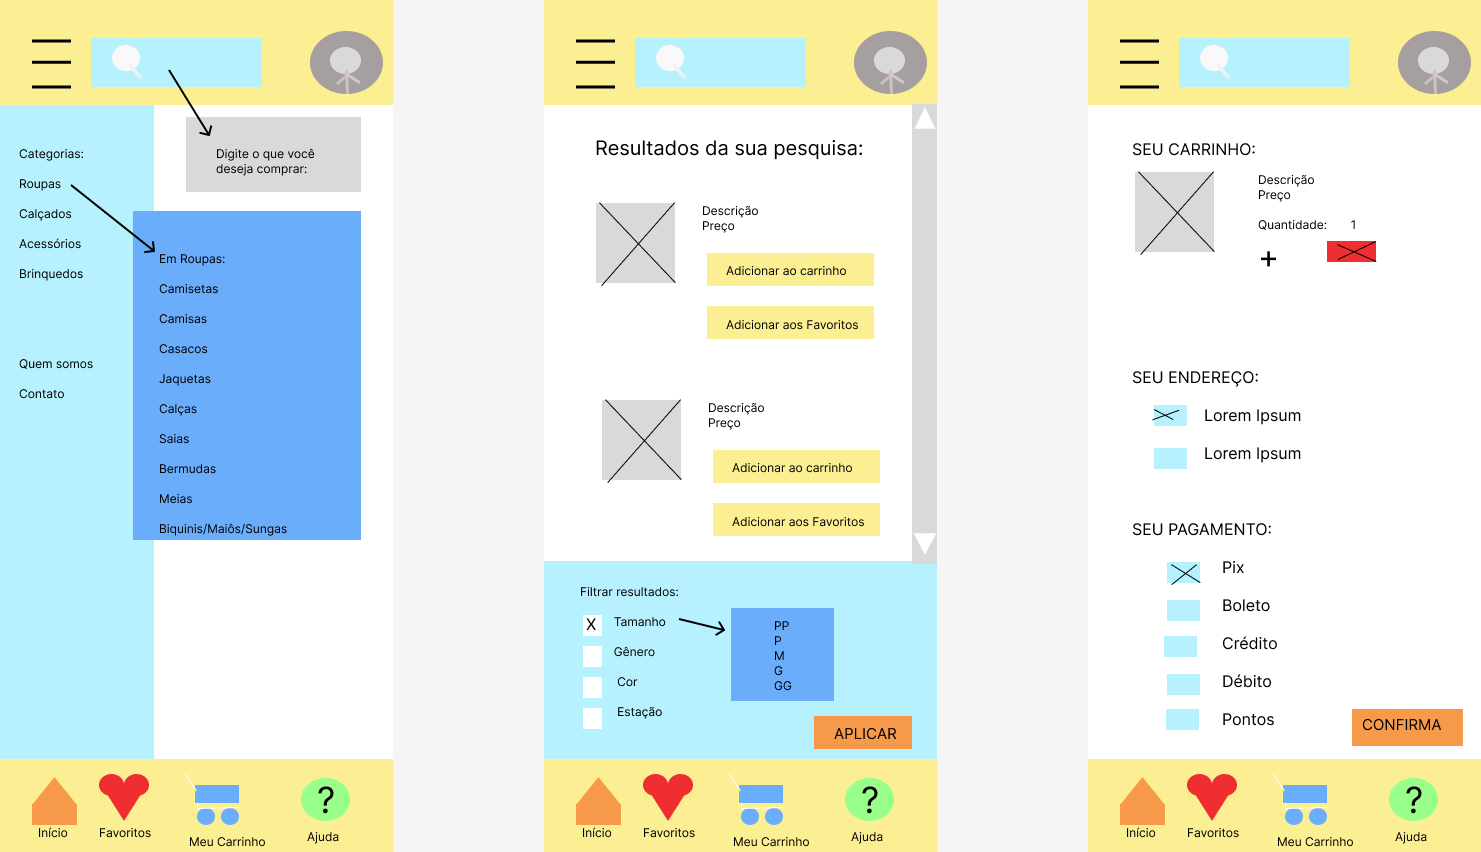 Digite o que você
deseja comprar:
Categorias:
Roupas
Calçados
Acessórios
Brinquedos
Quem somos
Contato
Em Roupas:
Camisetas
Camisas
Casacos
Jaquetas
Calças
Saias
Bermudas
Meias
Biquinis/Maiôs/Sungas
?
Início
Favoritos
Meu Carrinho
Ajuda
Resultados da sua pesquisa:
Descrição
Preço
Adicionar ao carrinho
Adicionar aos Favoritos
Descrição
Preço
Adicionar ao carrinho
Adicionar aos Favoritos
Filtrar resultados:
X Tamanho
Gênero
Cor
Estação
PP
P
M
G
GG
APLICAR
?
Início
Favoritos
Meu Carrinho
Ajuda
SEU CARRINHO:
Descrição
Preço
Quantidade: 1
+
SEU ENDEREÇO:
Lorem Ipsum
Lorem Ipsum
SEU PAGAMENTO:
Pix
Boleto
Crédito
Débito
Pontos
CONFIRMA
?
Início
Favoritos
Meu Carrinho
Ajuda